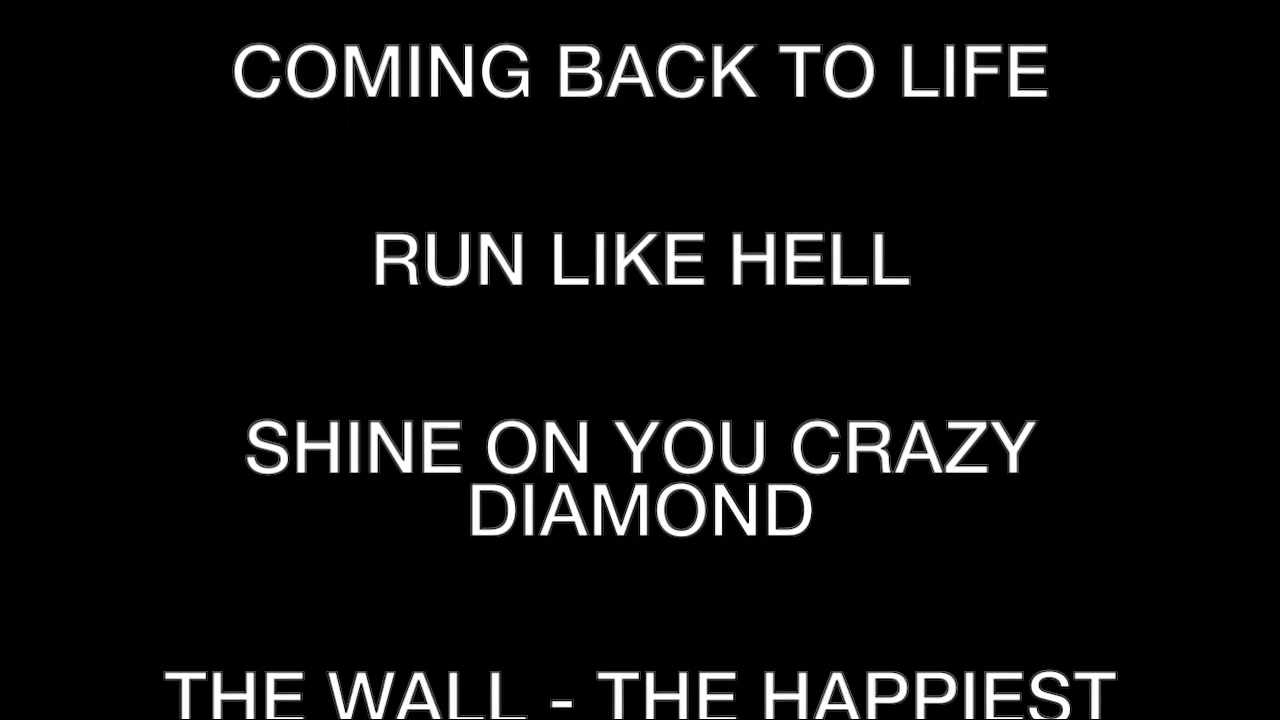 COMING BACK TO LIFE
RUN LIKE HELL
SHINE ON YOU CRAZY
DIAMOND
THE WALL - THE HAPPIEST